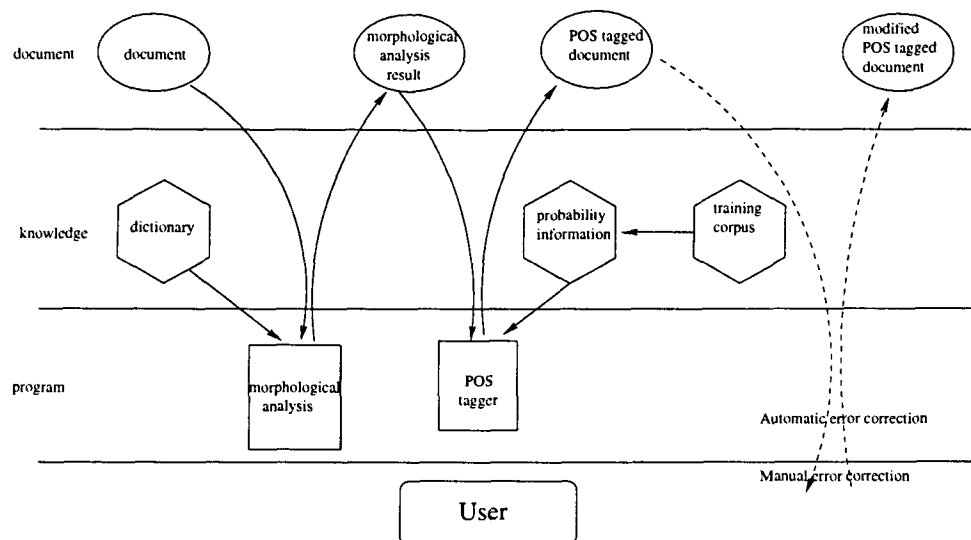 document
document
morphological
analysis
result
POS tagged
document
modified
POS tagged
document
knowledge
dictionary
probability
information
training
corpus
program
morphological
analysis
POS
tagger
Automatic error correction
Manual error correction
User